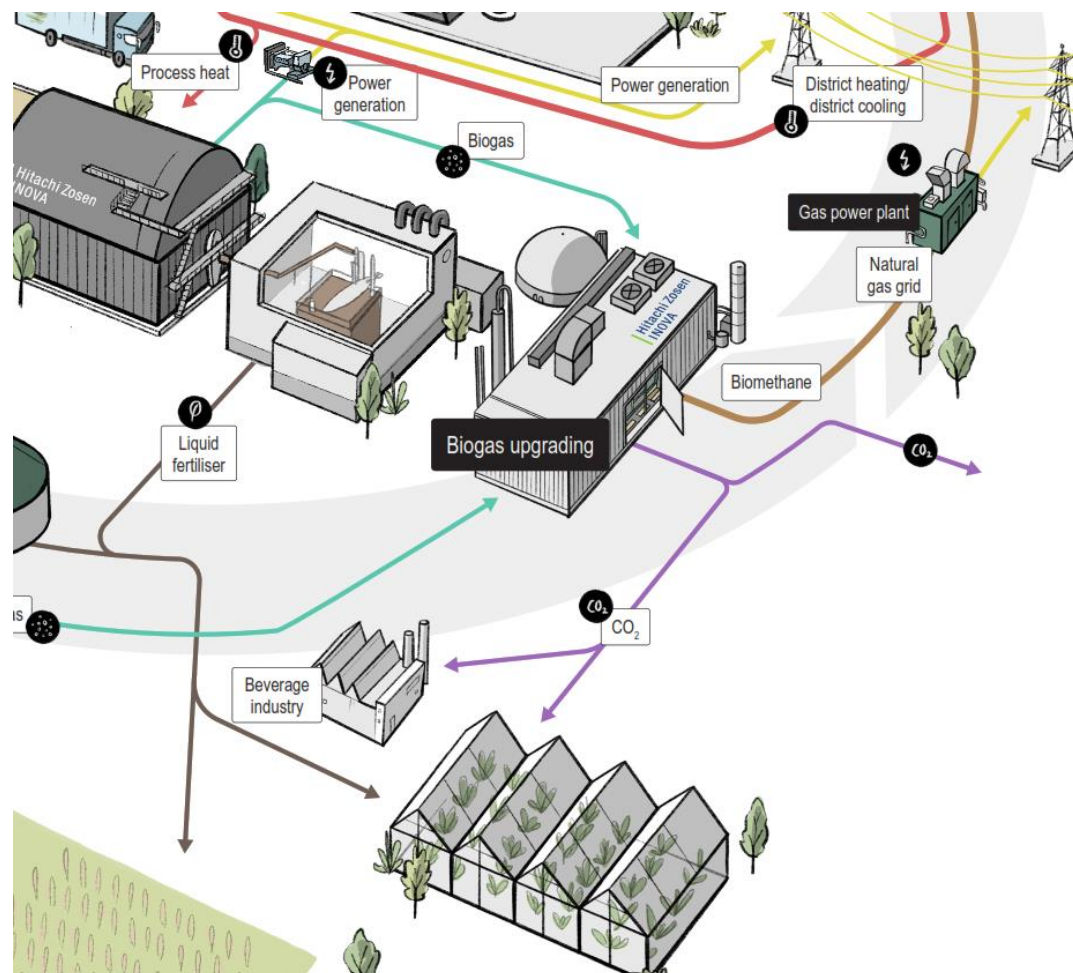 Process heat
Power
generation
Power generation
District heating/
district cooling
Biogas
Hitachi Zosen
INOVA
Gas power plant
Natural
gas grid
Hitachi Zosen
INOVA
Biomethane
Biogas upgrading
CO₂
Liquid
fertiliser
CO₂
CO₂
Beverage
industry